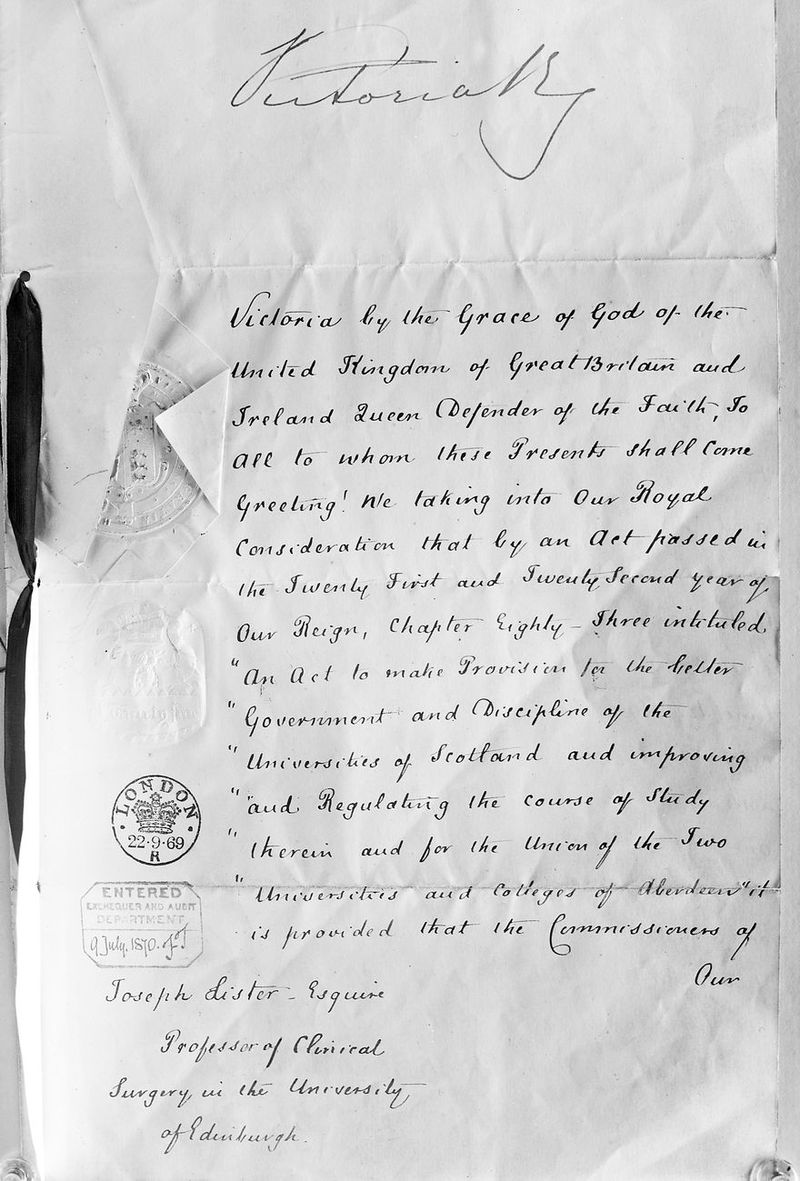 Victoria R
Victoria by the Grace of God of the
United Kingdom of Great Britain and
Ireland Queen Defender of the Faith, To
All to whom these Presents shall Come
Greeting! We taking into Our Royal
Consideration that by an Act passed in
the Twenty First and Twenty Second year of
Our Reign, Chapter Eighty-Three intituled
"An Act to make Provision for the better
"Government and Discipline of the
"Universities of Scotland and improving
" "and Regulating the course of Study
"therein and for the Union of the Two
"Universities and Colleges of Aberdeen" it
is provided that the Commissioners of
Our
LONDON
22·9·69
R
ENTERED
EXCHEQUER AND AUDIT
DEPARTMENT
9 July. 1870.
Joseph Lister - Esquire
Professor of Clinical
Surgery, in the University
of Edinburgh.